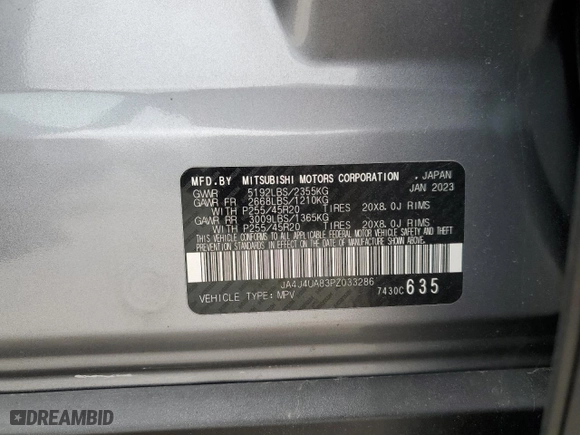 MFD.BY MITSUBISHI MOTORS CORPORATION . JAPAN
GVWR 5192LBS/2355KG JAN 2023
GAWR FR 2668LBS/1210KG
WITH P255/45R20 TIRES 20X8.0J RIMS
GAWR RR 3009LBS/1365KG
WITH P255/45R20 TIRES 20X8.0J RIMS
THIS VEHICLE CONFORMS TO ALL APPLICABLE FEDERAL MOTOR VEHICLE SAFETY, BUMPER AND THEFT PREVENTION STANDARDS IN EFFECT ON THE DATE OF MANUFACTURE SHOWN ABOVE.
JA4J4UA83PZ033286
7430C 635
VEHICLE TYPE: MPV
DREAMBID